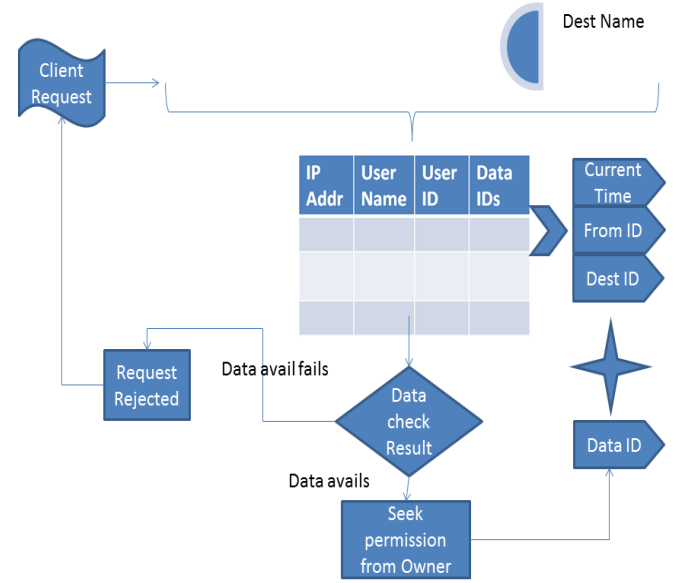 Dest Name
Client
Request
IP
Addr
User
Name
User
ID
Data
IDs
Current
Time
From ID
Dest ID
Request
Rejected
Data avail fails
Data
check
Result
Data ID
Data avails
Seek
permission
from Owner